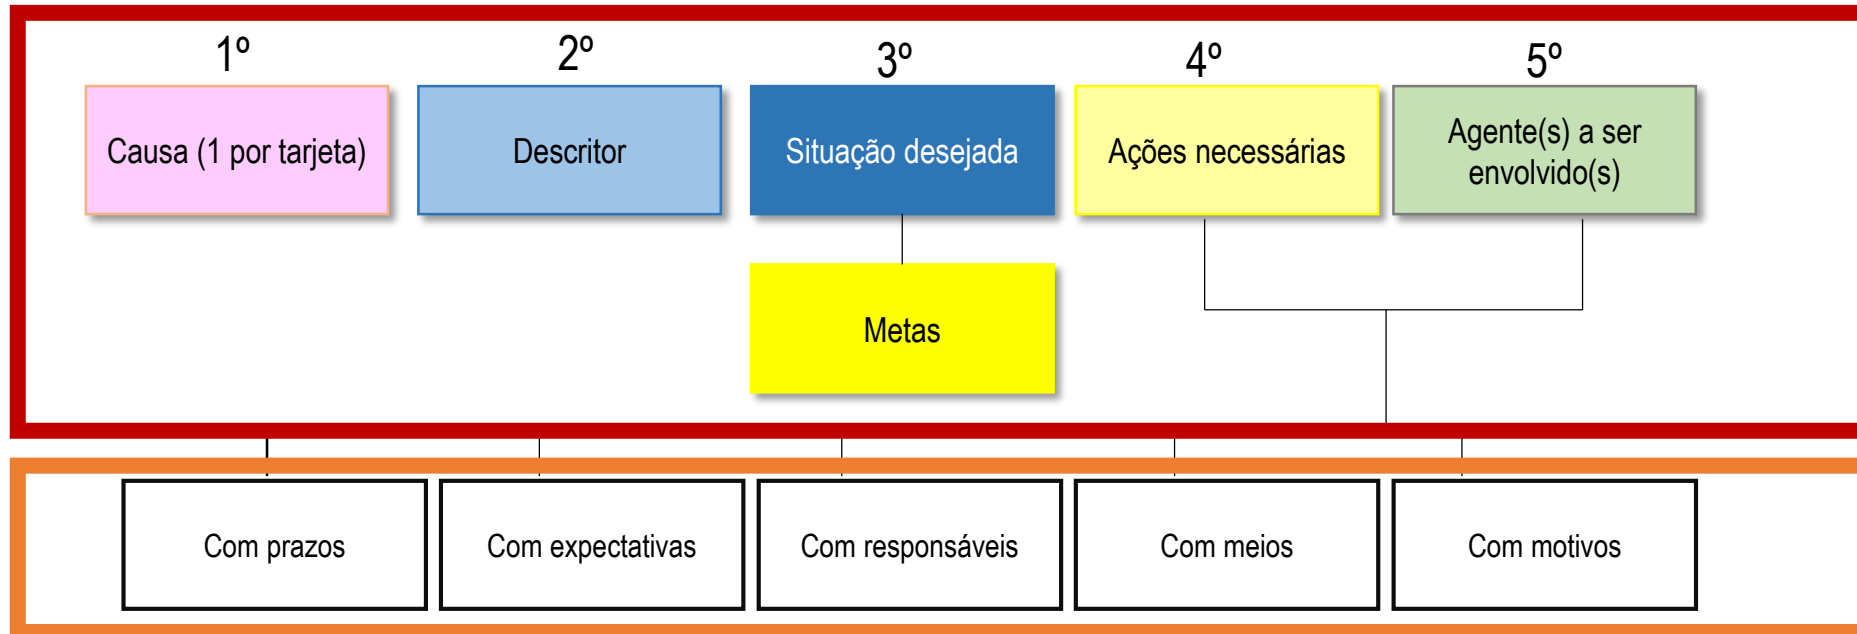 1º
2º
3º
4º
5º
Causa (1 por tarjeta)
Descritor
Situação desejada
Ações necessárias
Agente(s) a ser
envolvido(s)
Metas
Com prazos
Com expectativas
Com responsáveis
Com meios
Com motivos